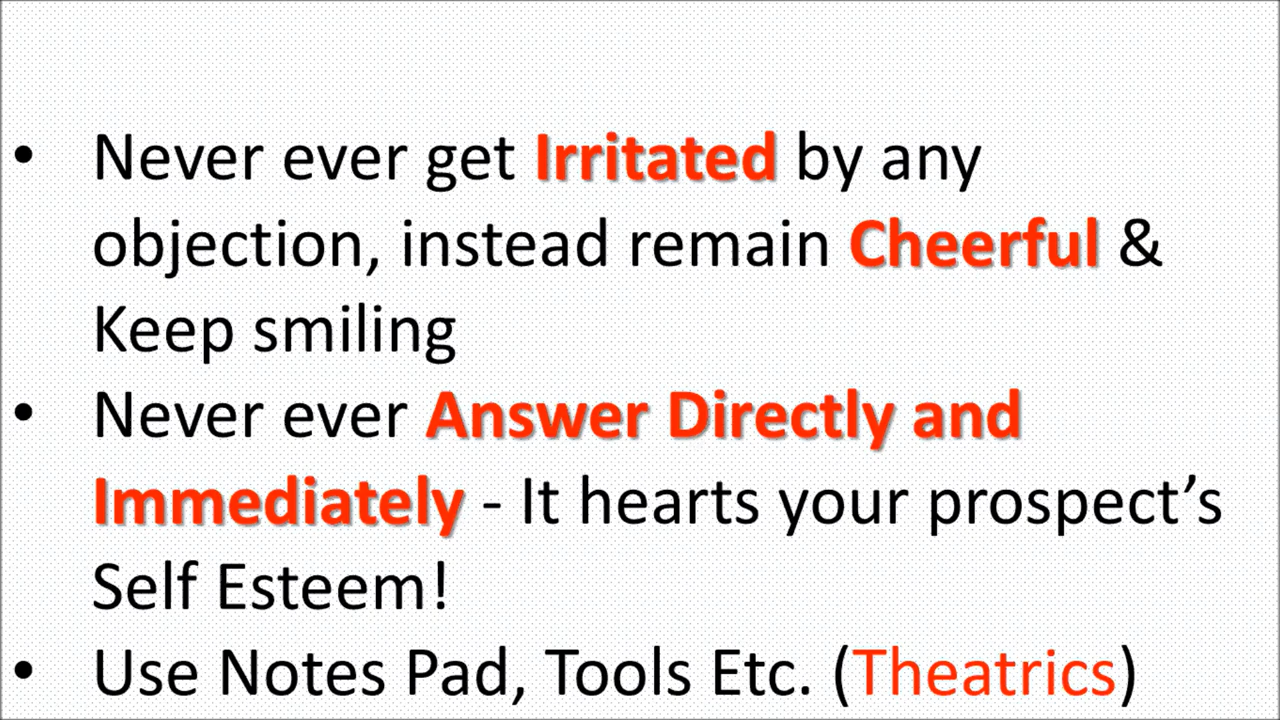 • Never ever get Irritated by any
objection, instead remain Cheerful &
Keep smiling
• Never ever Answer Directly and
Immediately - It hearts your prospect’s
Self Esteem!
• Use Notes Pad, Tools Etc. (Theatrics)